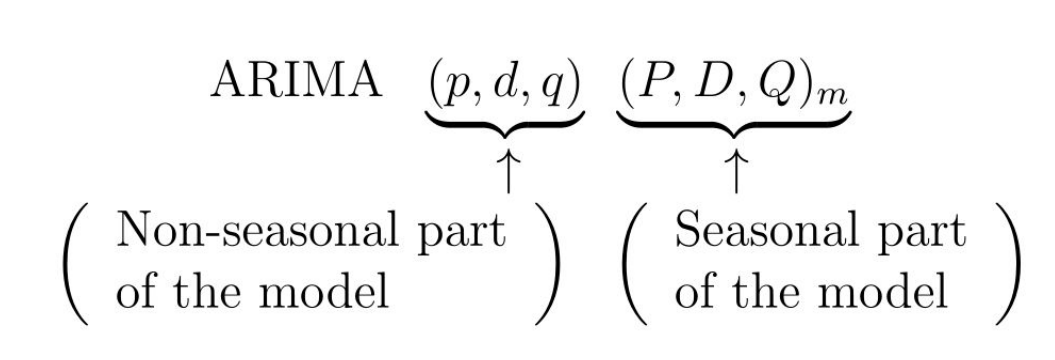 ARIMA (p, d, q) (P, D, Q)ₘ
↑ ↑
( Non-seasonal part of the model ) ( Seasonal part of the model )